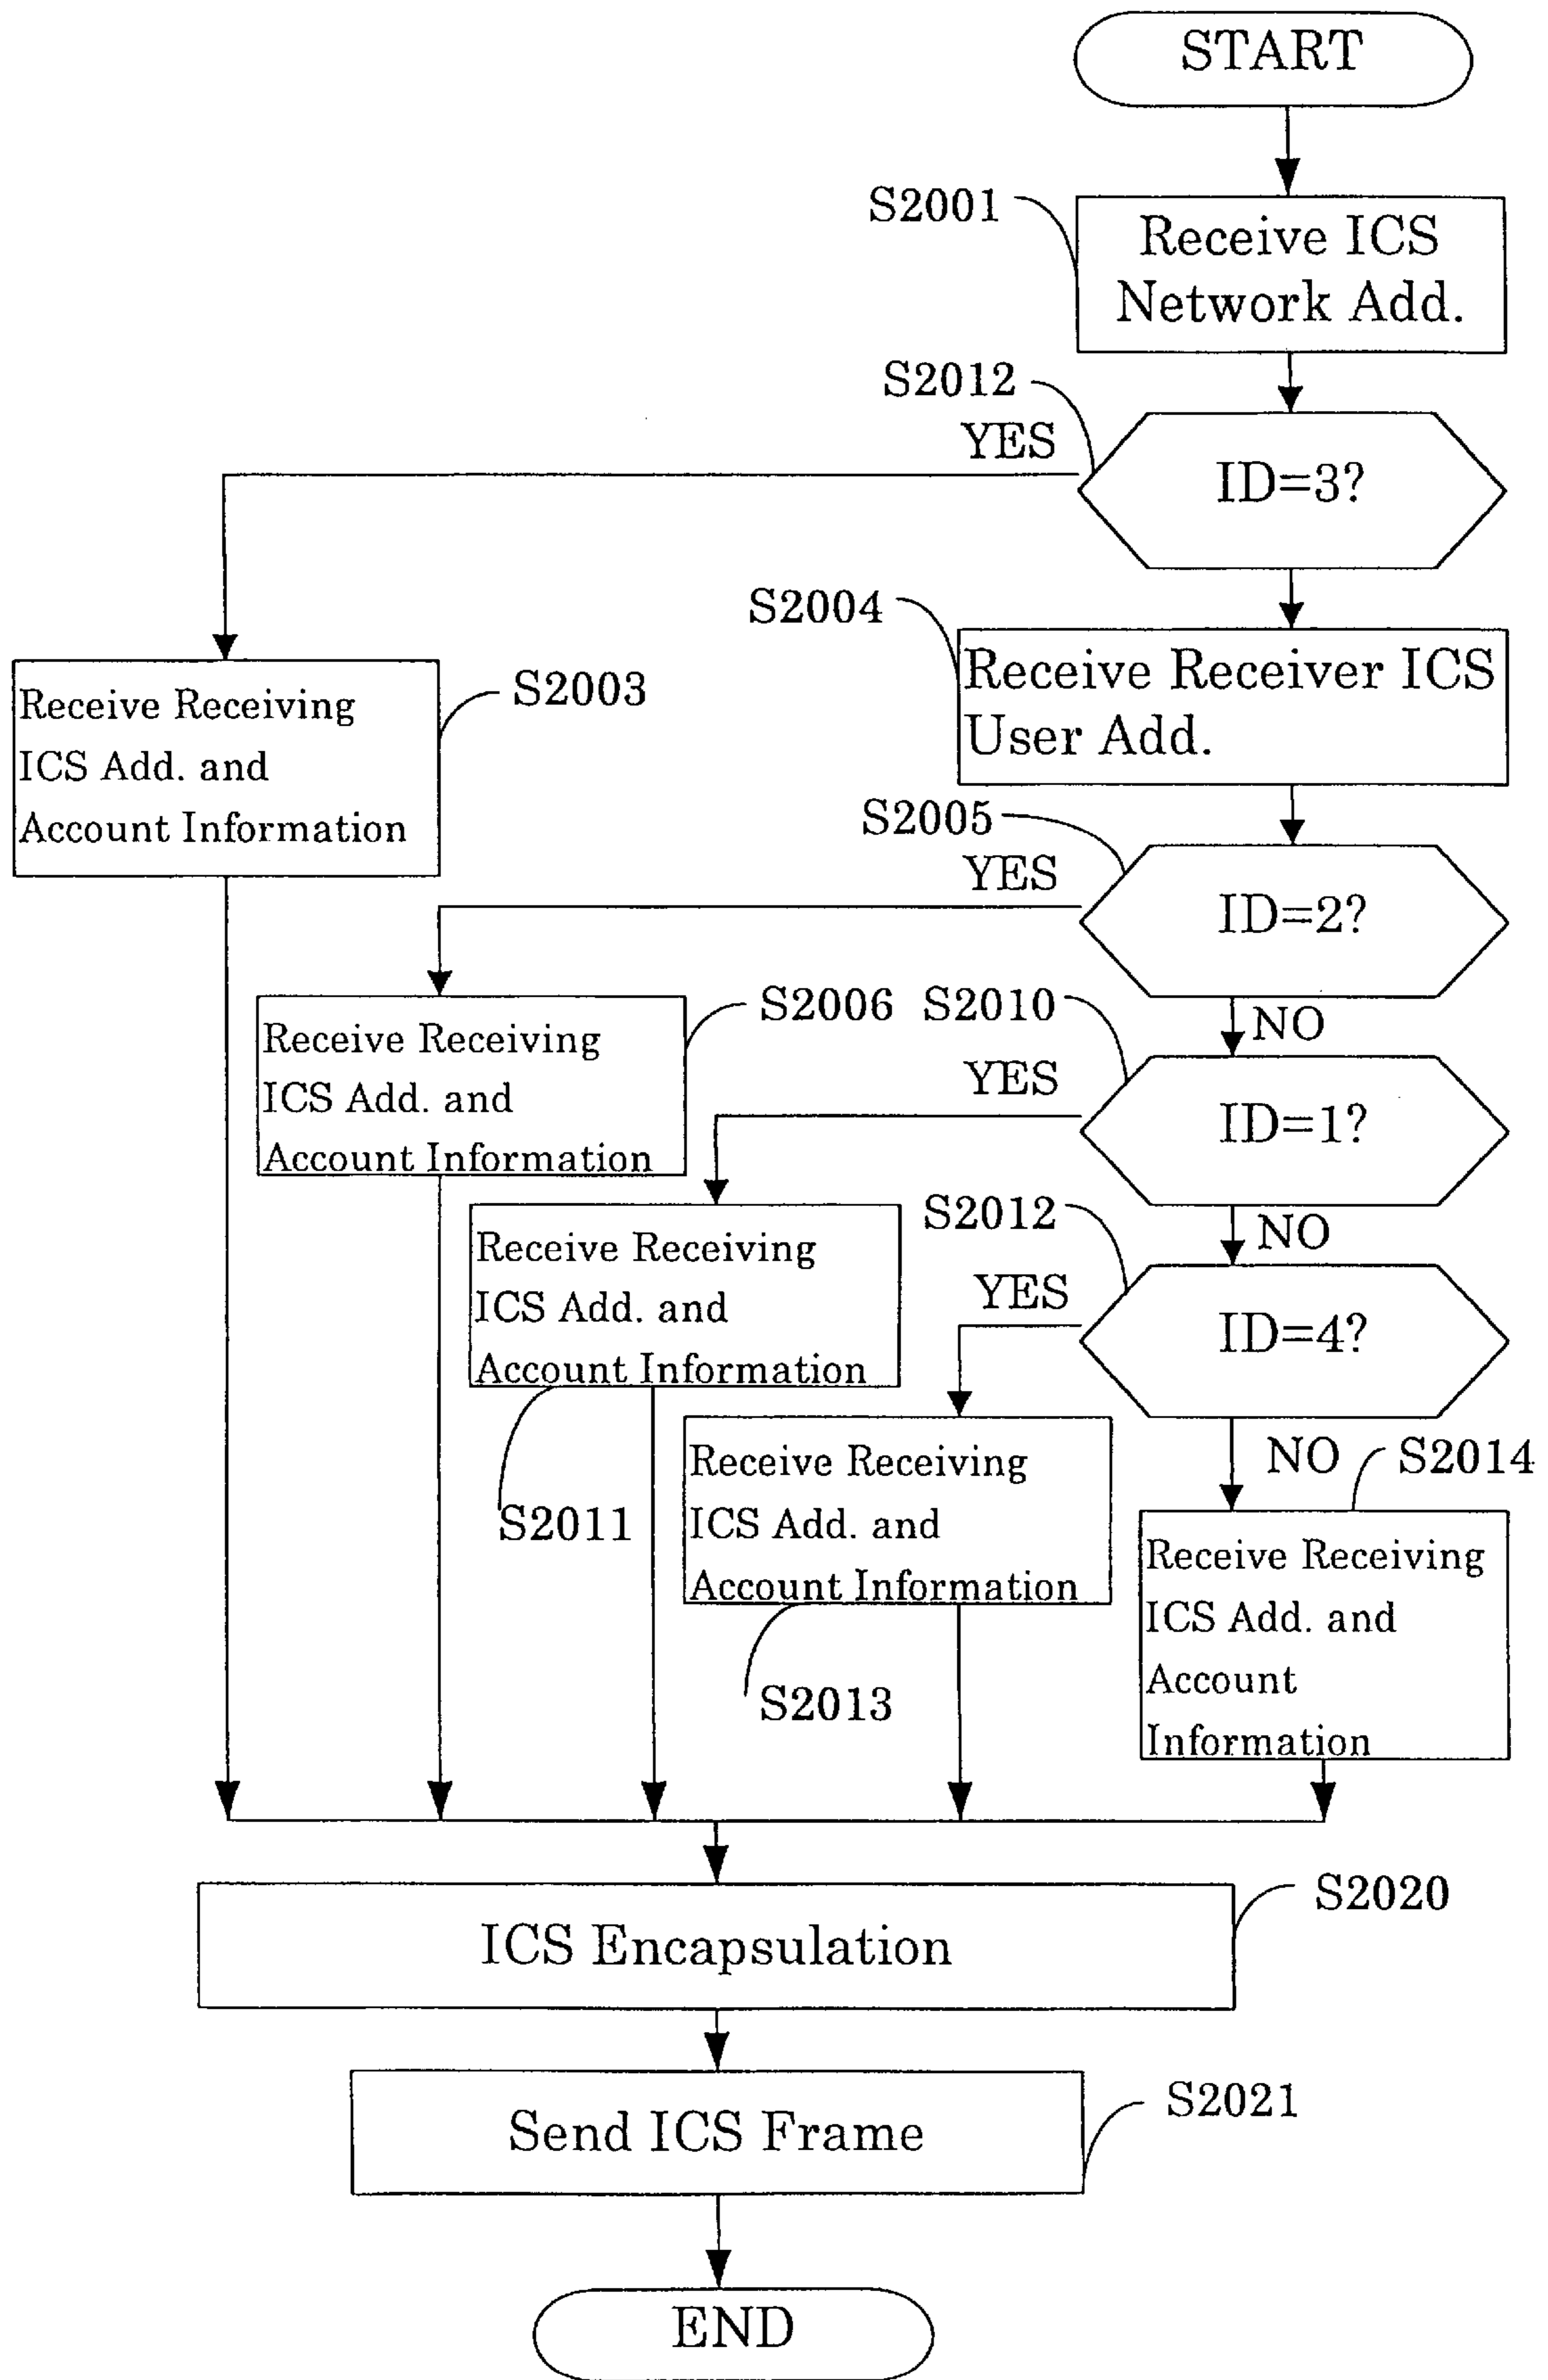 START
S2001
Receive ICS
Network Add.
S2012
YES
ID=3?
S2004
Receive Receiver ICS
User Add.
Receive Receiving
ICS Add. and
Account Information
S2003
S2005
YES
ID=2?
NO
Receive Receiving
ICS Add. and
Account Information
S2006
S2010
YES
ID=1?
NO
Receive Receiving
ICS Add. and
Account Information
S2011
S2012
YES
ID=4?
NO
Receive Receiving
ICS Add. and
Account Information
S2013
S2014
Receive Receiving
ICS Add. and
Account
Information
ICS Encapsulation
S2020
Send ICS Frame
S2021
END